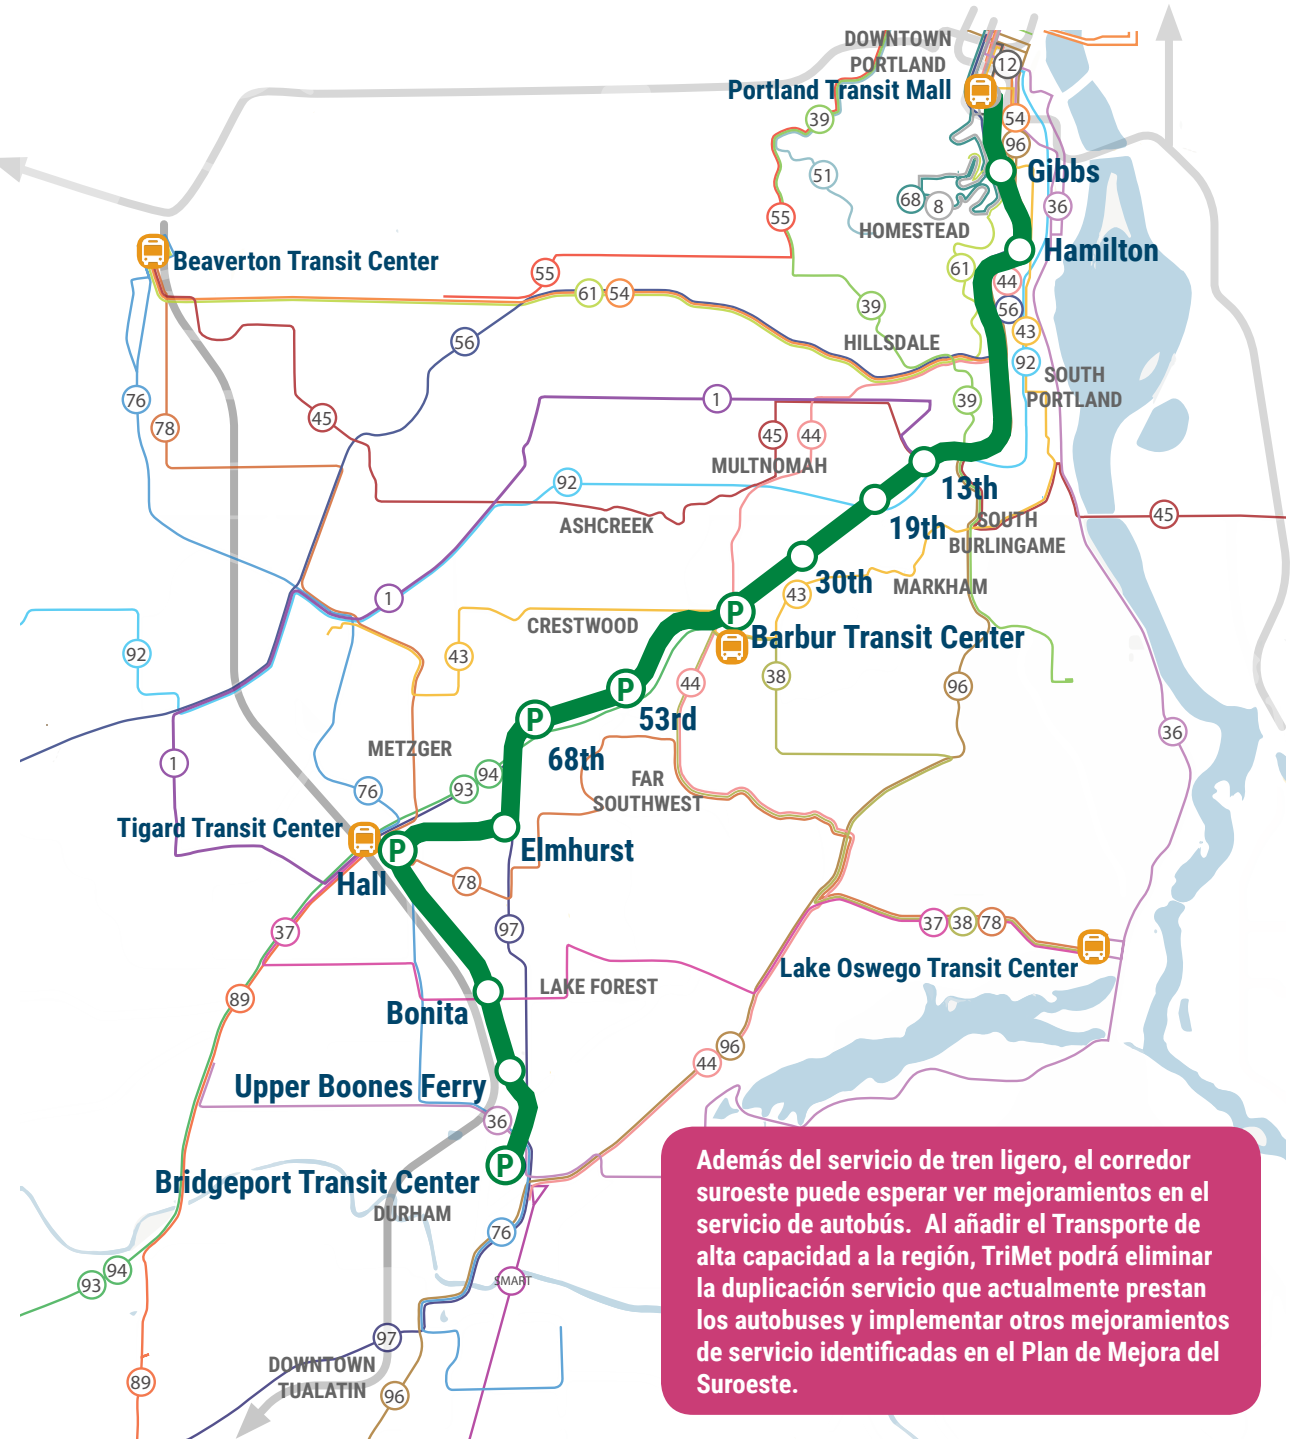 DOWNTOWN
PORTLAND
12
Portland Transit Mall
39
54
96
51
Gibbs
68
8
36
55
HOMESTEAD
Hamilton
Beaverton Transit Center
55
61
44
61
54
39
56
43
56
HILLSDALE
92
SOUTH
PORTLAND
76
1
39
45
78
45
44
MULTNOMAH
92
13th
45
ASHCREEK
19th
SOUTH
BURLINGAME
30th
MARKHAM
43
1
P
CRESTWOOD
Barbur Transit Center
92
43
38
44
P
96
53rd
P
36
METZGER
68th
1
94
93
FAR
SOUTHWEST
76
Tigard Transit Center
P
Elmhurst
Hall
78
37
97
37
38
78
Lake Oswego Transit Center
LAKE FOREST
89
Bonita
96
44
Upper Boones Ferry
36
P
Bridgeport Transit Center
DURHAM
76
94
93
SMART
97
DOWNTOWN
TUALATIN
89
96
Además del servicio de tren ligero, el corredor
suroeste puede esperar ver mejoramientos en el
servicio de autobús.  Al añadir el Transporte de
alta capacidad a la región, TriMet podrá eliminar
la duplicación servicio que actualmente prestan
los autobuses y implementar otros mejoramientos
de servicio identificadas en el Plan de Mejora del
Suroeste.